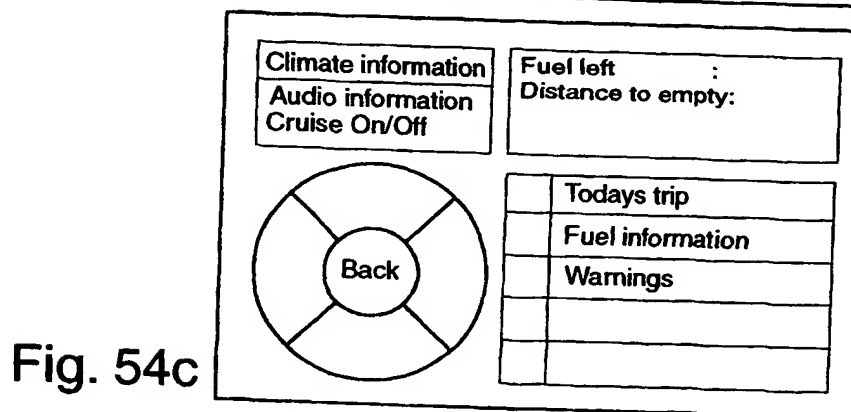 Climate information
Audio information
Cruise On/Off
Fuel left :
Distance to empty:
Back
Todays trip
Fuel information
Warnings
Fig. 54c